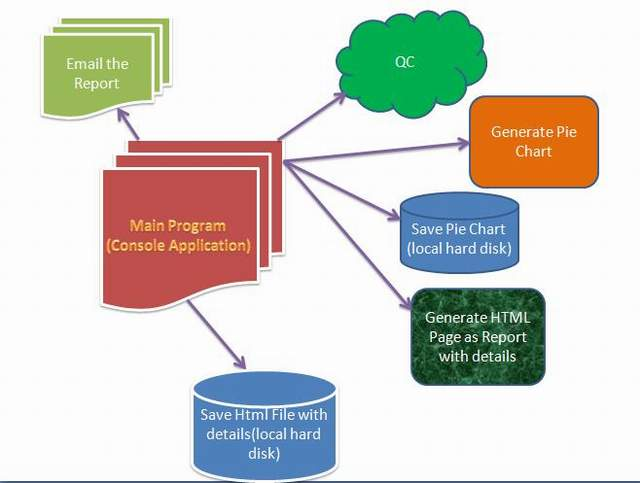 Email the
Report
QC
Generate Pie
Chart
Main Program
(Console Application)
Save Pie Chart
(local hard disk)
Generate HTML
Page as Report
with details
Save Html File with
details(local hard
disk)